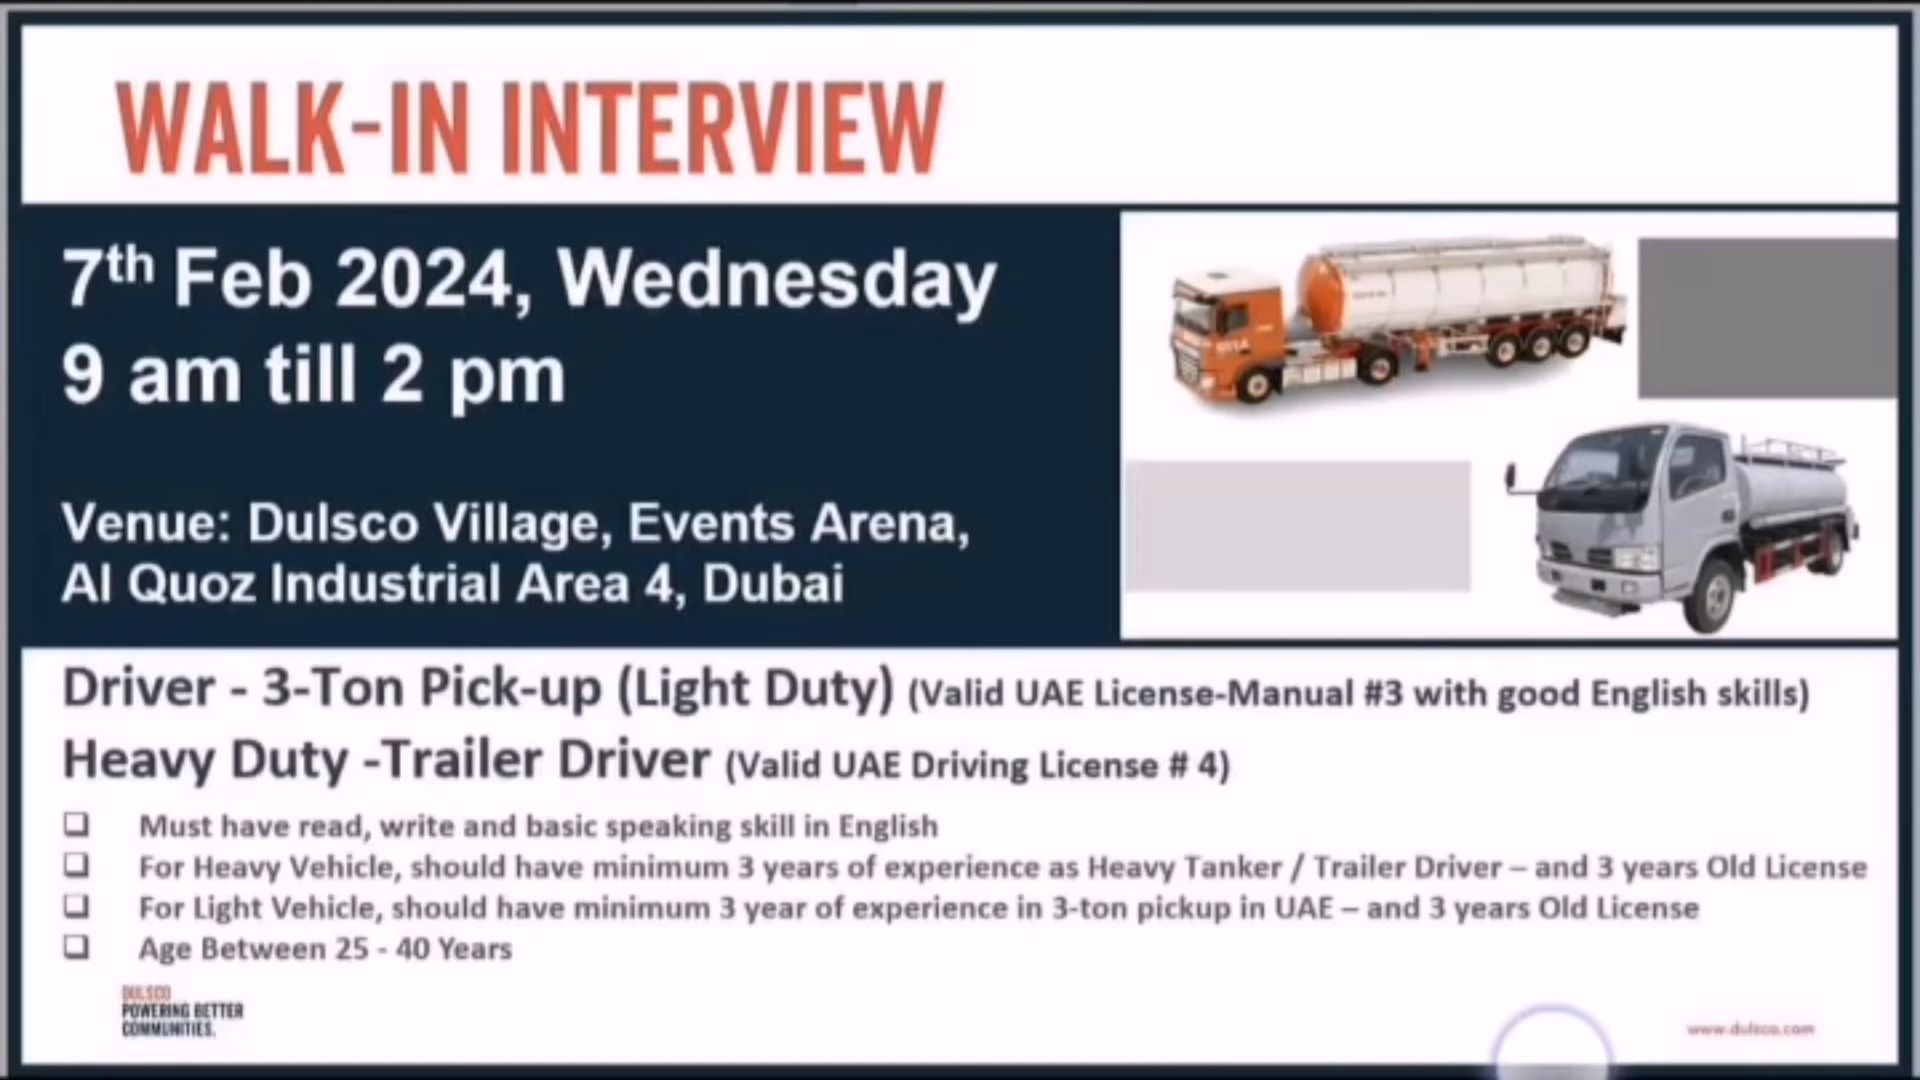 WALK-IN INTERVIEW
7th Feb 2024, Wednesday
9 am till 2 pm
Venue: Dulsco Village, Events Arena,
Al Quoz Industrial Area 4, Dubai
Driver - 3-Ton Pick-up (Light Duty) (Valid UAE License-Manual #3 with good English skills)
Heavy Duty -Trailer Driver (Valid UAE Driving License # 4)
Must have read, write and basic speaking skill in English
For Heavy Vehicle, should have minimum 3 years of experience as Heavy Tanker / Trailer Driver – and 3 years Old License
For Light Vehicle, should have minimum 3 year of experience in 3-ton pickup in UAE – and 3 years Old License
Age Between 25 - 40 Years
DULSCO
POWERING BETTER
COMMUNITIES.
www.dulsco.com